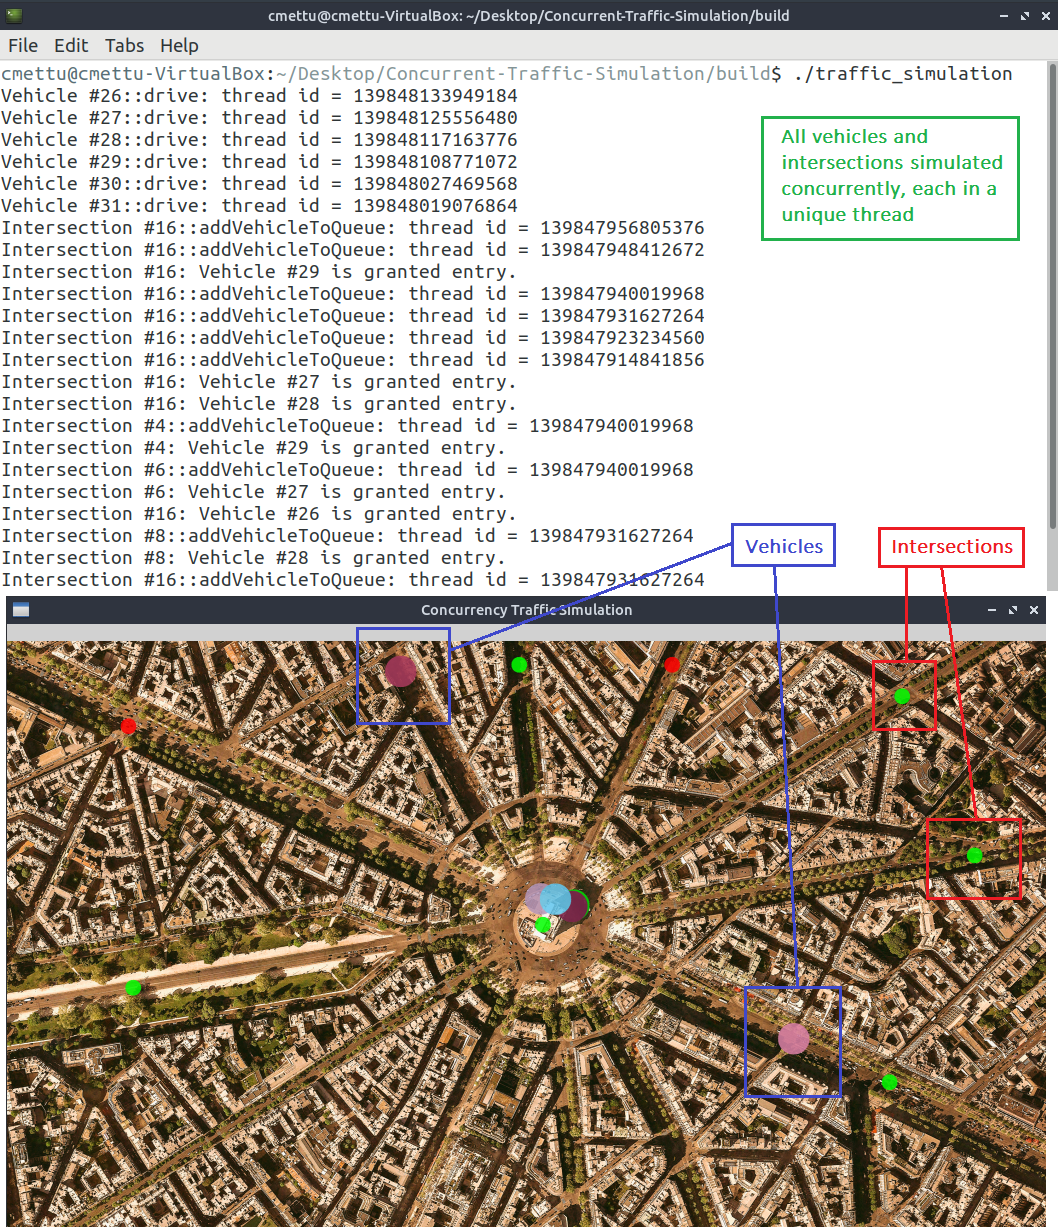 cmettu@cmettu-VirtualBox: ~/Desktop/Concurrent-Traffic-Simulation/build
File Edit Tabs Help
cmettu@cmettu-VirtualBox:~/Desktop/Concurrent-Traffic-Simulation/build$ ./traffic_simulation
Vehicle #26::drive: thread id = 139848133949184
Vehicle #27::drive: thread id = 139848125556480
Vehicle #28::drive: thread id = 139848117163776
Vehicle #29::drive: thread id = 139848108771072
Vehicle #30::drive: thread id = 139848027469568
Vehicle #31::drive: thread id = 139848019076864
Intersection #16::addVehicleToQueue: thread id = 139847956805376
Intersection #16::addVehicleToQueue: thread id = 139847948412672
Intersection #16: Vehicle #29 is granted entry.
Intersection #16::addVehicleToQueue: thread id = 139847940019968
Intersection #16::addVehicleToQueue: thread id = 139847931627264
Intersection #16::addVehicleToQueue: thread id = 139847923234560
Intersection #16::addVehicleToQueue: thread id = 139847914841856
Intersection #16: Vehicle #27 is granted entry.
Intersection #16: Vehicle #28 is granted entry.
Intersection #4::addVehicleToQueue: thread id = 139847940019968
Intersection #4: Vehicle #29 is granted entry.
Intersection #6::addVehicleToQueue: thread id = 139847940019968
Intersection #6: Vehicle #27 is granted entry.
Intersection #16: Vehicle #26 is granted entry.
Intersection #8::addVehicleToQueue: thread id = 139847931627264
Intersection #8: Vehicle #28 is granted entry.
Intersection #16::addVehicleToQueue: thread id = 139847931627264
All vehicles and
intersections simulated
concurrently, each in a
unique thread
Vehicles
Intersections
Concurrency Traffic Simulation